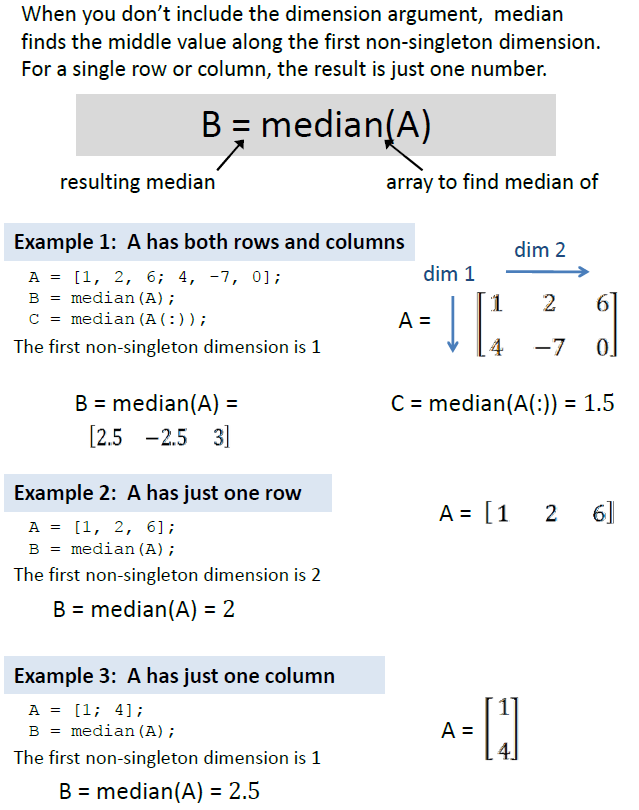 When you don't include the dimension argument, median
finds the middle value along the first non-singleton dimension.
For a single row or column, the result is just one number.
B = median(A)
resulting median
array to find median of
Example 1: A has both rows and columns
A = [1, 2, 6; 4, -7, 0];
B = median(A);
C = median(A(:));
The first non-singleton dimension is 1
dim 2
dim 1
A =
1 2 6
4 −7 0
B = median(A) =
[2.5 −2.5 3]
C = median(A(:)) = 1.5
Example 2: A has just one row
A = [1, 2, 6];
B = median(A);
The first non-singleton dimension is 2
B = median(A) = 2
A = [1 2 6]
Example 3: A has just one column
A = [1; 4];
B = median(A);
The first non-singleton dimension is 1
B = median(A) = 2.5
A =
1
4